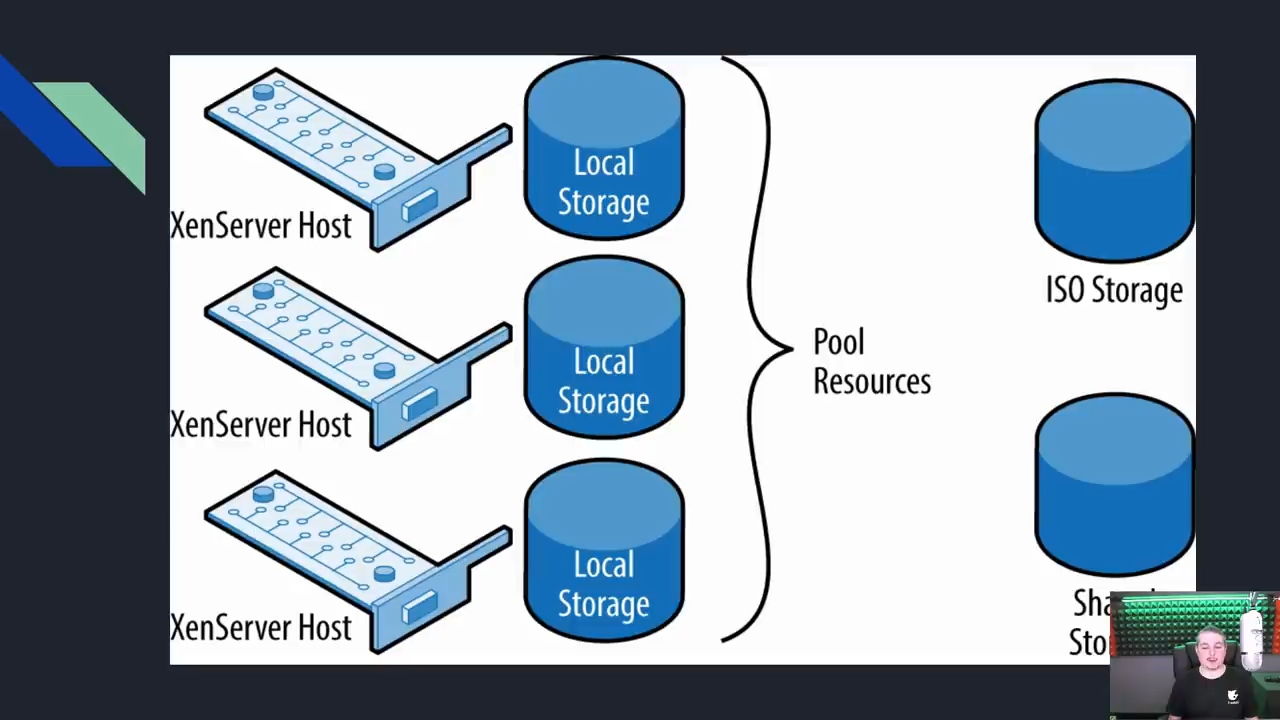 XenServer Host
Local
Storage
XenServer Host
Local
Storage
XenServer Host
Local
Storage
Pool
Resources
ISO Storage